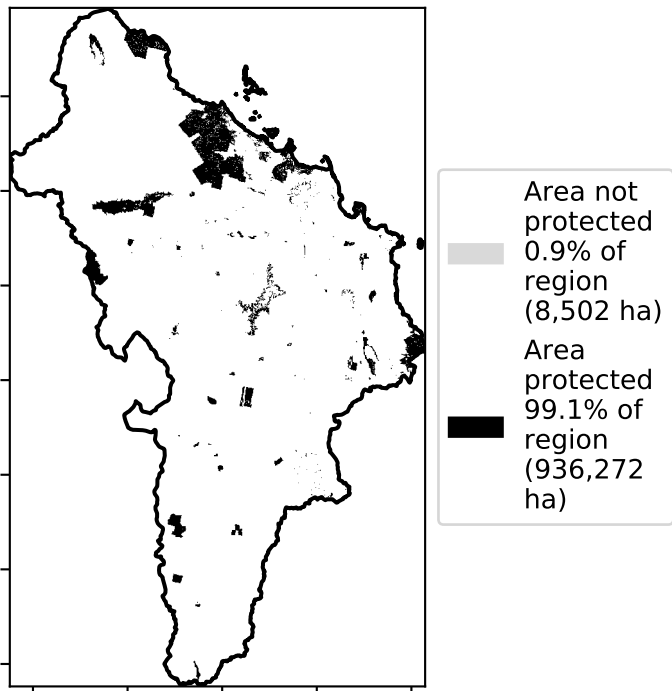 Area not
protected
0.9% of
region
(8,502 ha)
Area
protected
99.1% of
region
(936,272
ha)